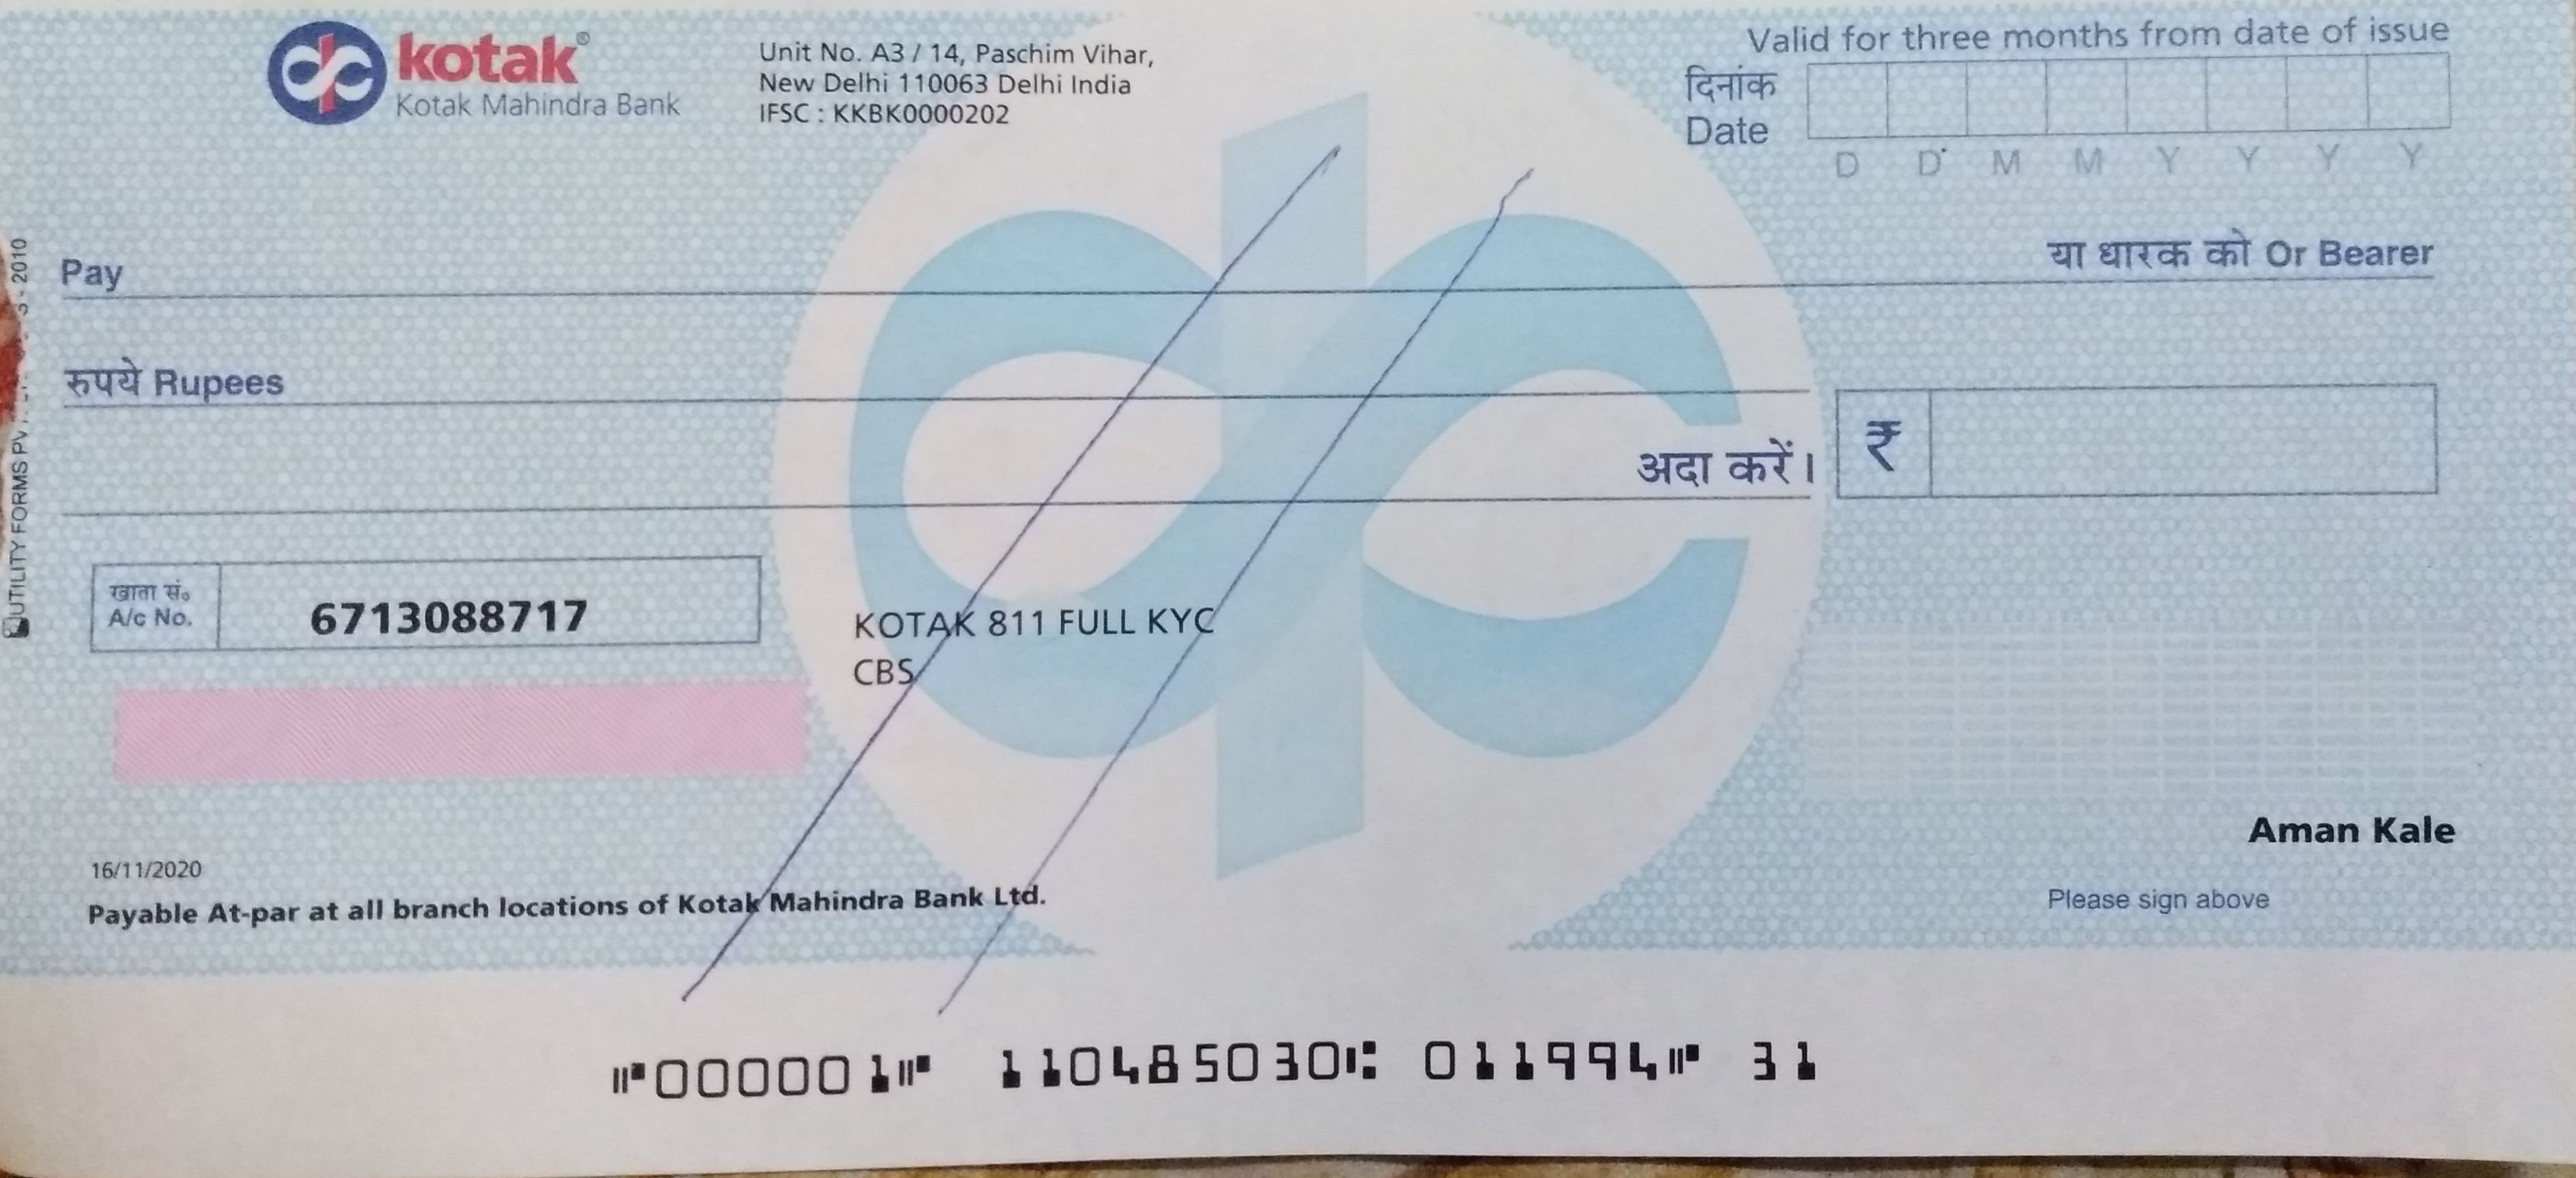 kotak®
Kotak Mahindra Bank
Unit No. A3 / 14, Paschim Vihar,
New Delhi 110063 Delhi India
IFSC : KKBK0000202
Valid for three months from date of issue
दिनांक
Date
D D M M Y Y Y Y
Pay
या धारक को Or Bearer
रुपये Rupees
अदा करें।
₹
खाता सं॰
A/c No.
6713088717
KOTAK 811 FULL KYC
CBS
Aman Kale
16/11/2020
Payable At-par at all branch locations of Kotak Mahindra Bank Ltd.
Please sign above
⑈000001⑈ 110485030⑆ 011994⑈ 31
UTILITY FORMS - 2010